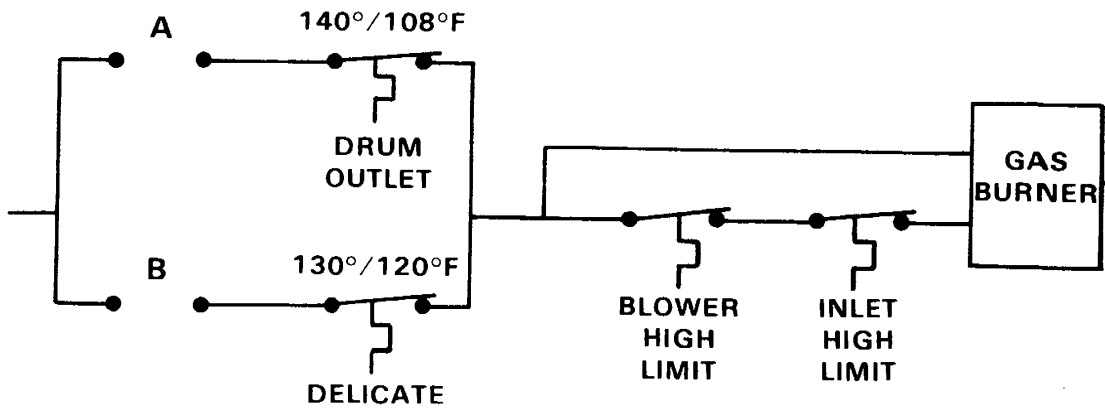 A
140°/108°F
DRUM
OUTLET
GAS
BURNER
B
130°/120°F
DELICATE
BLOWER
HIGH
LIMIT
INLET
HIGH
LIMIT